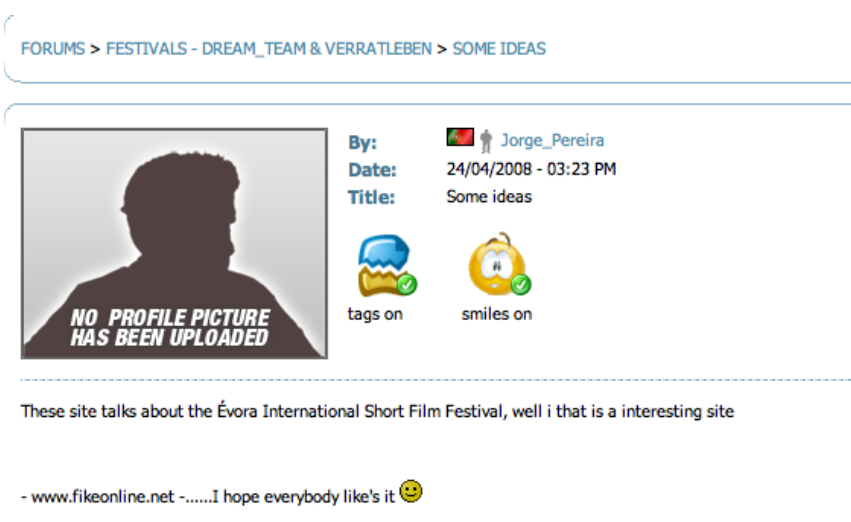 FORUMS > FESTIVALS - DREAM_TEAM & VERRATLEBEN > SOME IDEAS
NO PROFILE PICTURE
HAS BEEN UPLOADED
By: Jorge_Pereira
Date: 24/04/2008 - 03:23 PM
Title: Some ideas
tags on smiles on
These site talks about the Évora International Short Film Festival, well i that is a interesting site
- www.fikeonline.net -......I hope everybody like's it